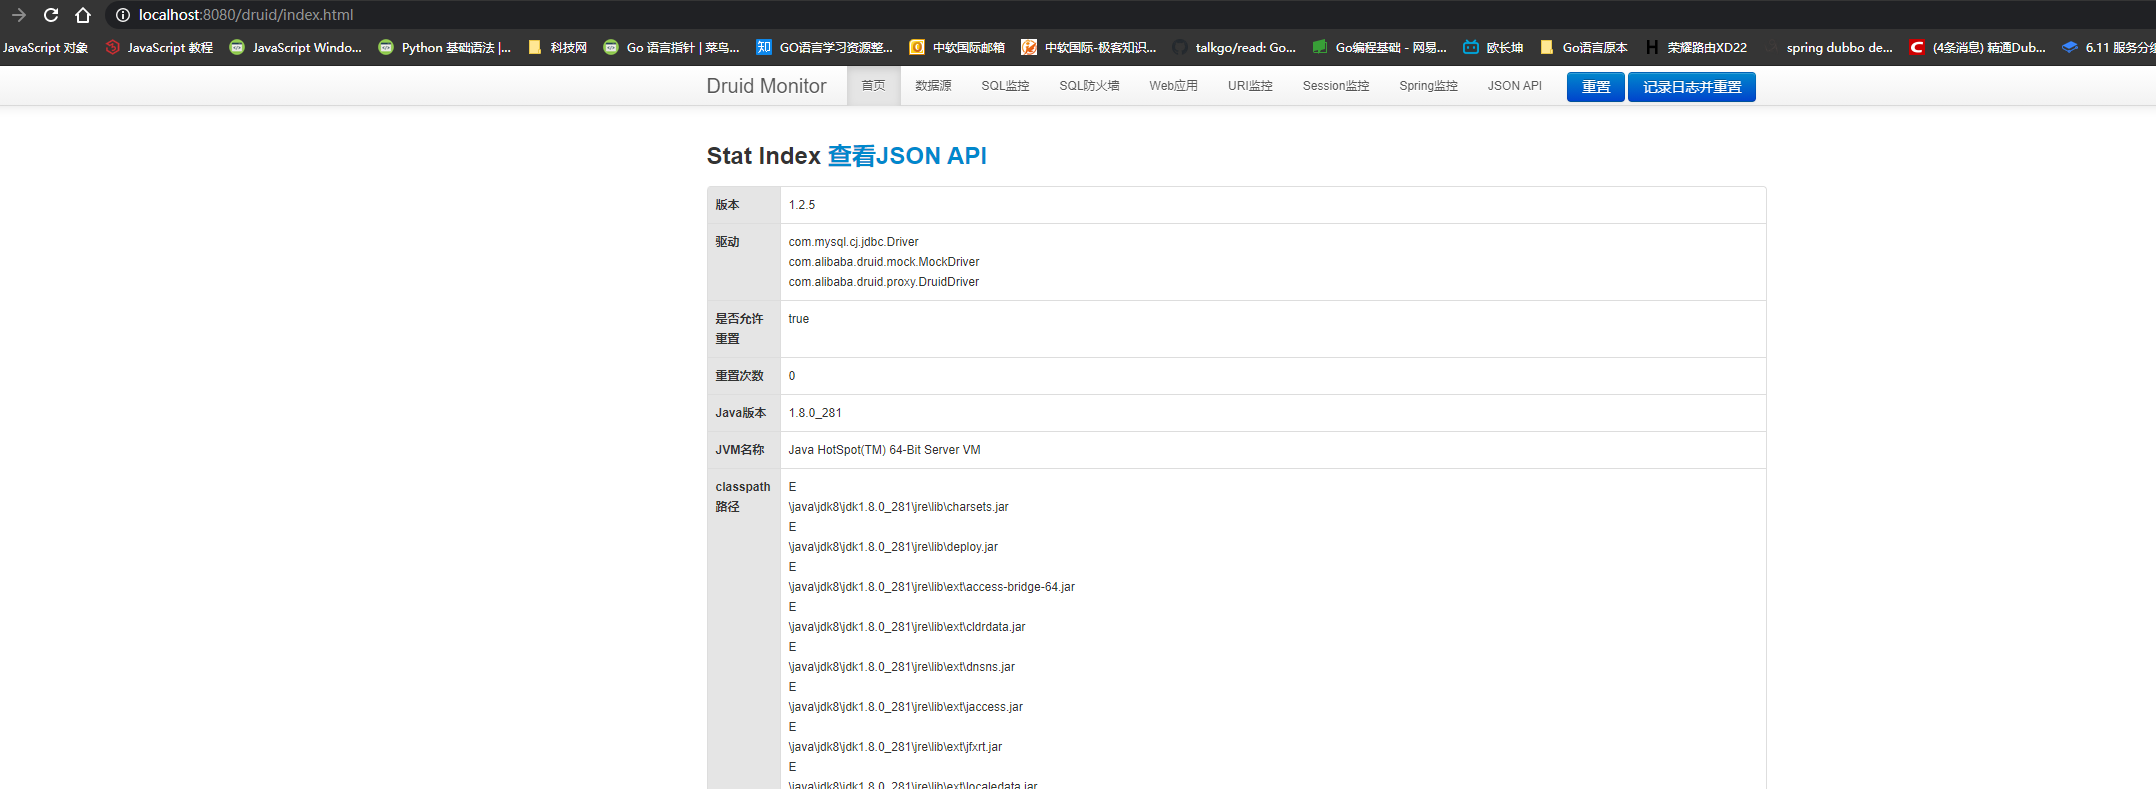 localhost:8080/druid/index.html
JavaScript 对象 JavaScript 教程 JavaScript Windo... Python 基础语法 |... 科技网 Go 语言指针 | 菜鸟... GO语言学习资源整... 中软国际邮箱 中软国际-极客知识... talkgo/read: Go... Go编程基础 - 网易... 欧长坤 Go语言原本 荣耀路由XD22 spring dubbo de... (4条消息) 精通Dub... 6.11 服务分组
Druid Monitor 首页 数据源 SQL监控 SQL防火墙 Web应用 URI监控 Session监控 Spring监控 JSON API 重置 记录日志并重置
Stat Index 查看JSON API
版本 1.2.5
驱动 com.mysql.cj.jdbc.Driver
com.alibaba.druid.mock.MockDriver
com.alibaba.druid.proxy.DruidDriver
是否允许 true
重置
重置次数 0
Java版本 1.8.0_281
JVM名称 Java HotSpot(TM) 64-Bit Server VM
classpath E
路径 \java\jdk8\jdk1.8.0_281\jre\lib\charsets.jar
E
\java\jdk8\jdk1.8.0_281\jre\lib\deploy.jar
E
\java\jdk8\jdk1.8.0_281\jre\lib\ext\access-bridge-64.jar
E
\java\jdk8\jdk1.8.0_281\jre\lib\ext\cldrdata.jar
E
\java\jdk8\jdk1.8.0_281\jre\lib\ext\dnsns.jar
E
\java\jdk8\jdk1.8.0_281\jre\lib\ext\jaccess.jar
E
\java\jdk8\jdk1.8.0_281\jre\lib\ext\jfxrt.jar
E
\java\jdk8\jdk1.8.0_281\jre\lib\ext\localedata.jar